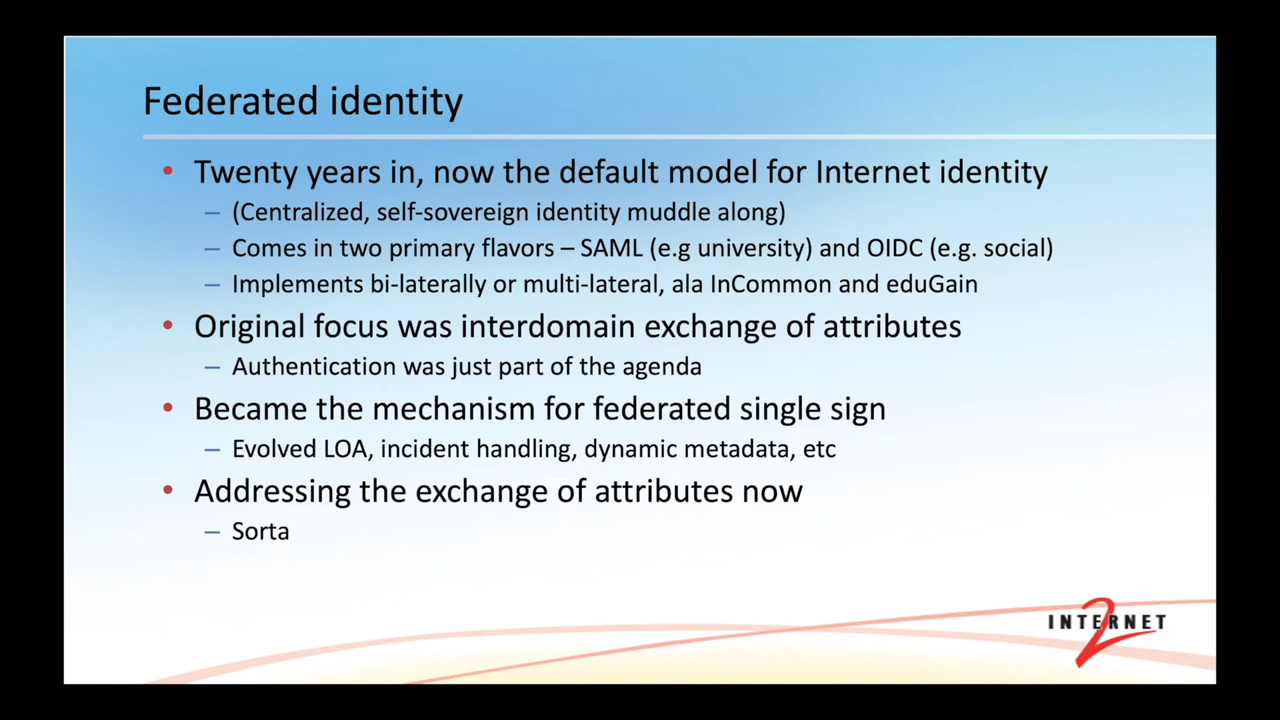 Federated identity
• Twenty years in, now the default model for Internet identity
– (Centralized, self-sovereign identity muddle along)
– Comes in two primary flavors – SAML (e.g university) and OIDC (e.g. social)
– Implements bi-laterally or multi-lateral, ala InCommon and eduGain
• Original focus was interdomain exchange of attributes
– Authentication was just part of the agenda
• Became the mechanism for federated single sign
– Evolved LOA, incident handling, dynamic metadata, etc
• Addressing the exchange of attributes now
– Sorta
INTERNET 2